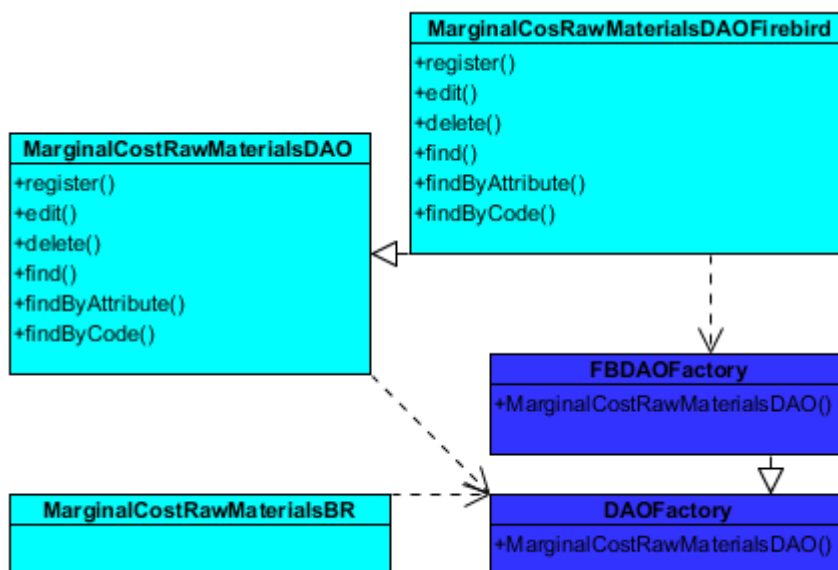 MarginalCosRawMaterialsDAOFirebird
+register()
+edit()
+delete()
+find()
+findByAttribute()
+findByCode()
MarginalCostRawMaterialsDAO
+register()
+edit()
+delete()
+find()
+findByAttribute()
+findByCode()
FBDAOFactory
+MarginalCostRawMaterialsDAO()
MarginalCostRawMaterialsBR
DAOFactory
+MarginalCostRawMaterialsDAO()